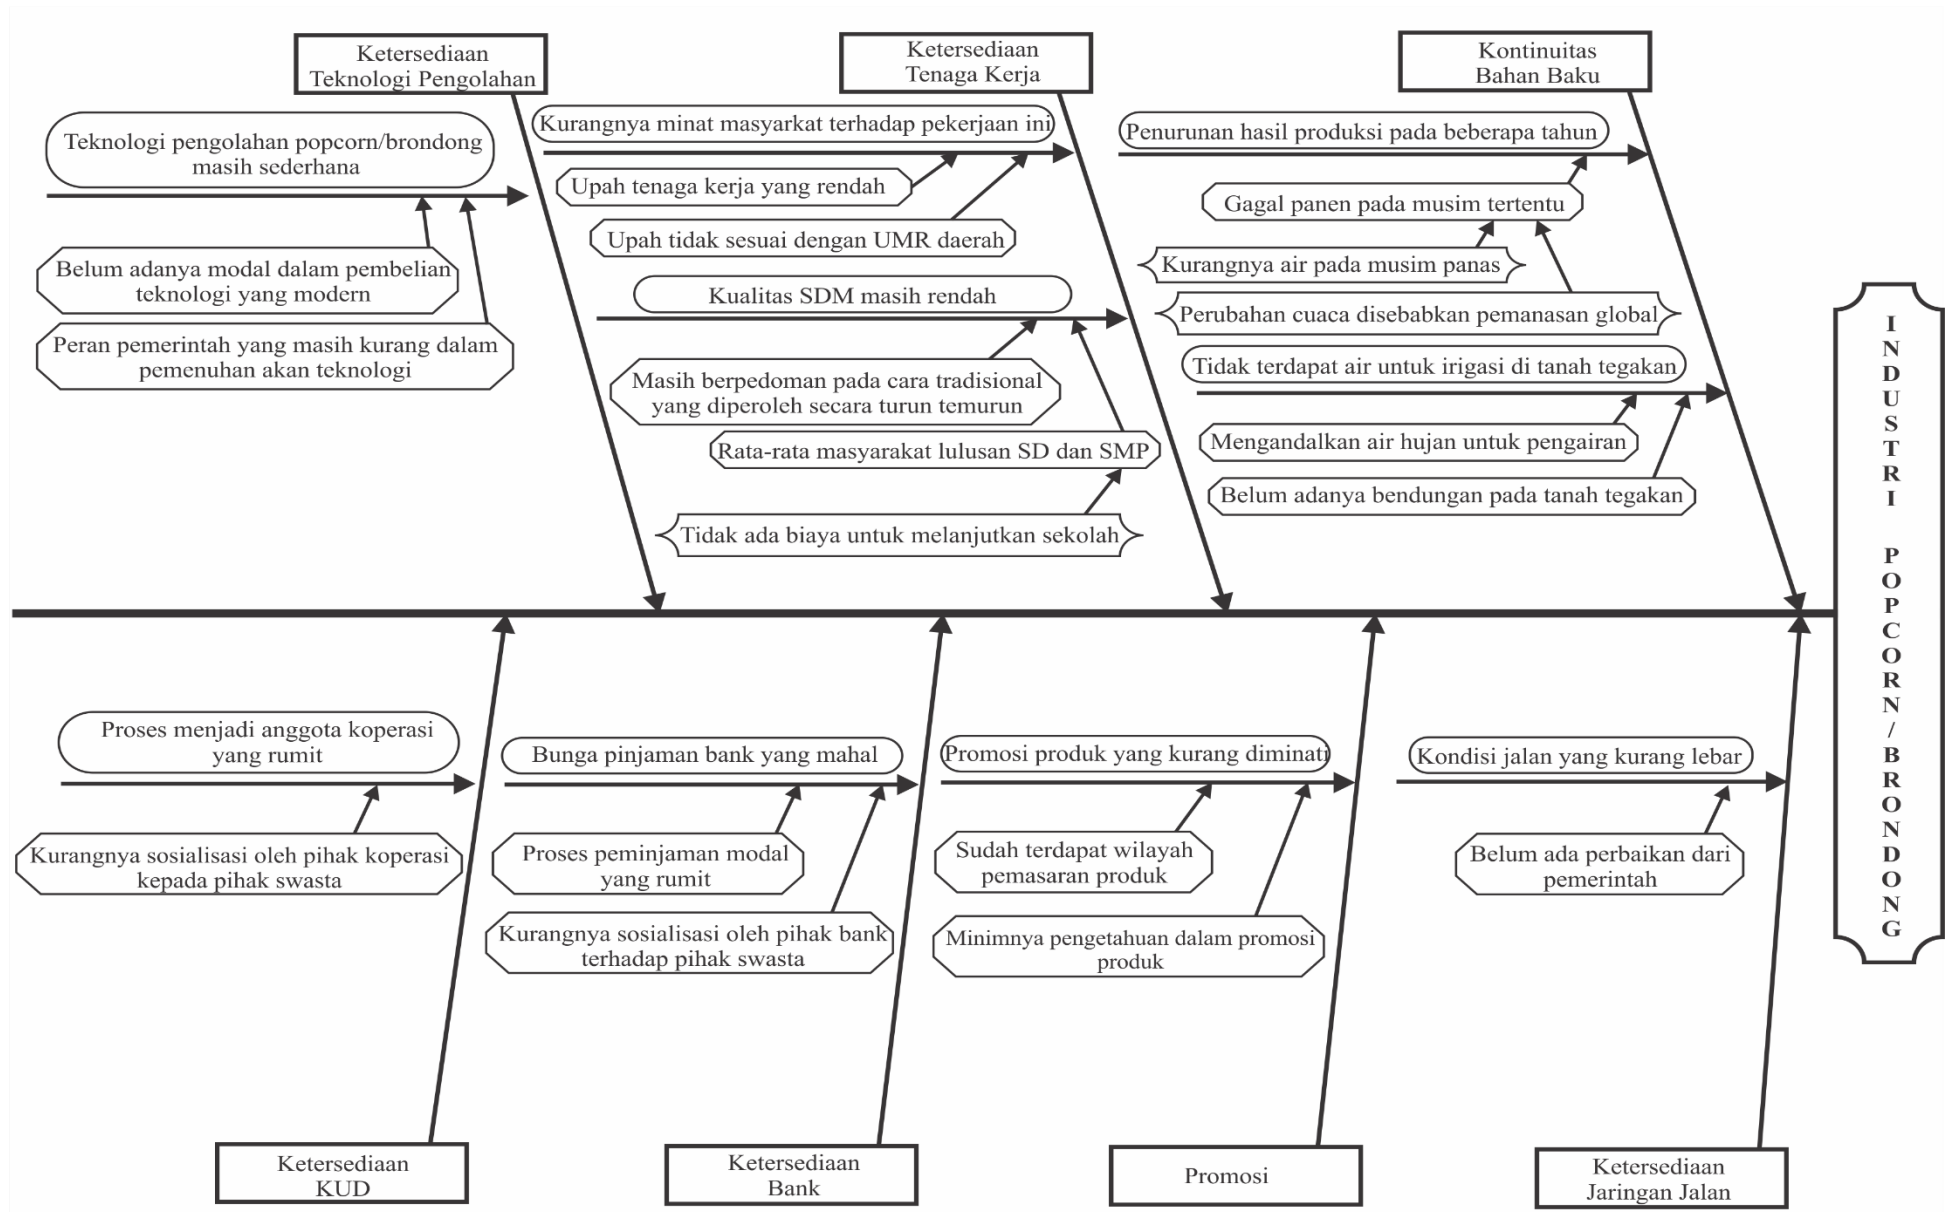 Ketersediaan
Teknologi Pengolahan
Teknologi pengolahan popcorn/brondong
masih sederhana
Belum adanya modal dalam pembelian
teknologi yang modern
Peran pemerintah yang masih kurang dalam
pemenuhan akan teknologi
Ketersediaan
Tenaga Kerja
Kurangnya minat masyarkat terhadap pekerjaan ini
Upah tenaga kerja yang rendah
Upah tidak sesuai dengan UMR daerah
Kualitas SDM masih rendah
Masih berpedoman pada cara tradisional
yang diperoleh secara turun temurun
Rata-rata masyarakat lulusan SD dan SMP
Tidak ada biaya untuk melanjutkan sekolah
Kontinuitas
Bahan Baku
Penurunan hasil produksi pada beberapa tahun
Gagal panen pada musim tertentu
Kurangnya air pada musim panas
Perubahan cuaca disebabkan pemanasan global
Tidak terdapat air untuk irigasi di tanah tegakan
Mengandalkan air hujan untuk pengairan
Belum adanya bendungan pada tanah tegakan
INDUSTRI POPCORN/BRONDONG
Proses menjadi anggota koperasi
yang rumit
Kurangnya sosialisasi oleh pihak koperasi
kepada pihak swasta
Ketersediaan
KUD
Bunga pinjaman bank yang mahal
Proses peminjaman modal
yang rumit
Kurangnya sosialisasi oleh pihak bank
terhadap pihak swasta
Ketersediaan
Bank
Promosi produk yang kurang diminati
Sudah terdapat wilayah
pemasaran produk
Minimnya pengetahuan dalam promosi
produk
Promosi
Kondisi jalan yang kurang lebar
Belum ada perbaikan dari
pemerintah
Ketersediaan
Jaringan Jalan